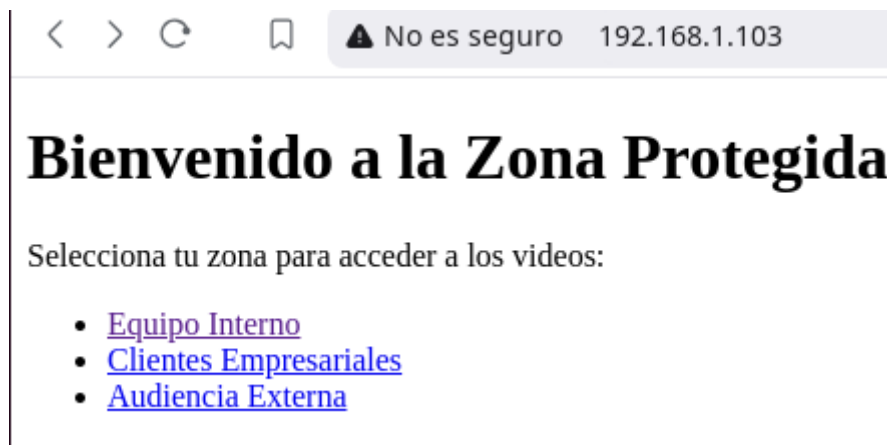 No es seguro 192.168.1.103
Bienvenido a la Zona Protegida
Selecciona tu zona para acceder a los videos:
Equipo Interno
Clientes Empresariales
Audiencia Externa